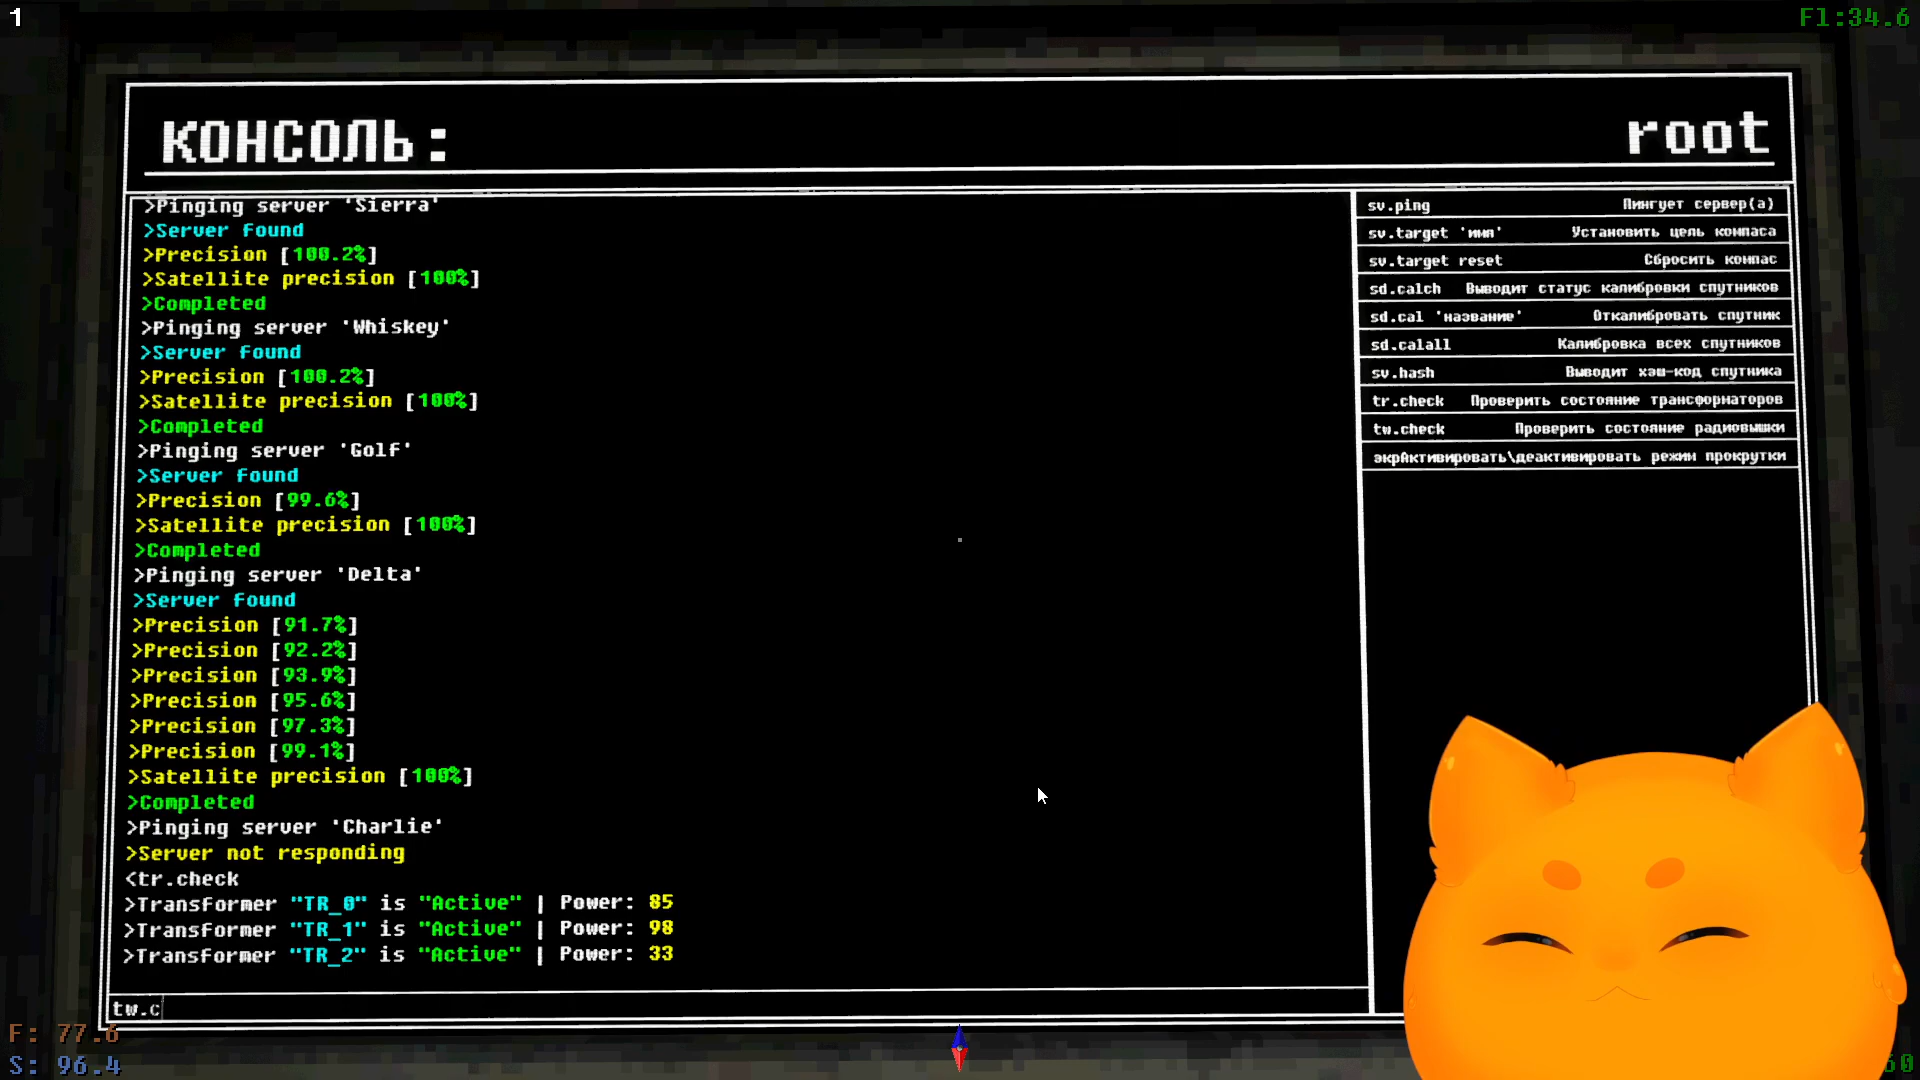 1
F1:34.6
КОНСОЛЬ:
root
>Pinging server 'Sierra'
>Server found
>Precision [100.2%]
>Satellite precision [100%]
>Completed
>Pinging server 'Whiskey'
>Server found
>Precision [100.2%]
>Satellite precision [100%]
>Completed
>Pinging server 'Golf'
>Server found
>Precision [99.6%]
>Satellite precision [100%]
>Completed
>Pinging server 'Delta'
>Server found
>Precision [91.7%]
>Precision [92.2%]
>Precision [93.9%]
>Precision [95.6%]
>Precision [97.3%]
>Precision [99.1%]
>Satellite precision [100%]
>Completed
>Pinging server 'Charlie'
>Server not responding
<tr.check
>Transformer "TR_0" is "Active" | Power: 85
>Transformer "TR_1" is "Active" | Power: 98
>Transformer "TR_2" is "Active" | Power: 33
tw.c
sv.ping Пингует сервер(а)
sv.target 'имя' Установить цель компаса
sv.target reset Сбросить компас
sd.calch Выводит статус калибровки спутников
sd.cal 'название' Откалибровать спутник
sd.calall Калибровка всех спутников
sv.hash Выводит хэш-код спутника
tr.check Проверить состояние трансформаторов
tw.check Проверить состояние радиовышки
экрАктивировать\деактивировать режим прокрутки
F: 77.6
S: 96.4